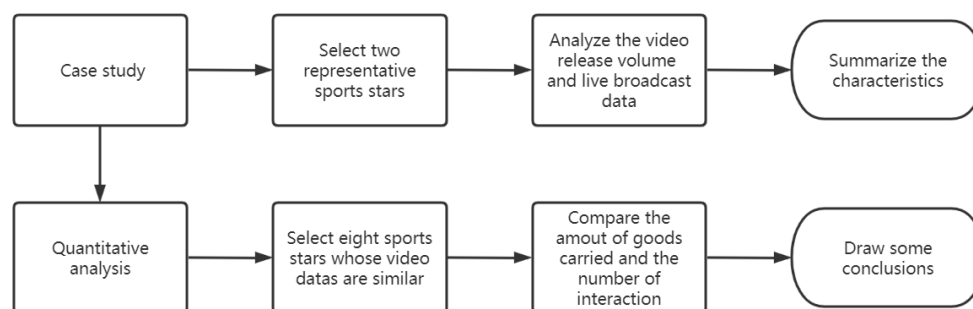 Case study
Select two
representative
sports stars
Analyze the video
release volume
and live broadcast
data
Summarize the
characteristics
Quantitative
analysis
Select eight sports
stars whose video
datas are similar
Compare the
amout of goods
carried and the
number of
interaction
Draw some
conclusions